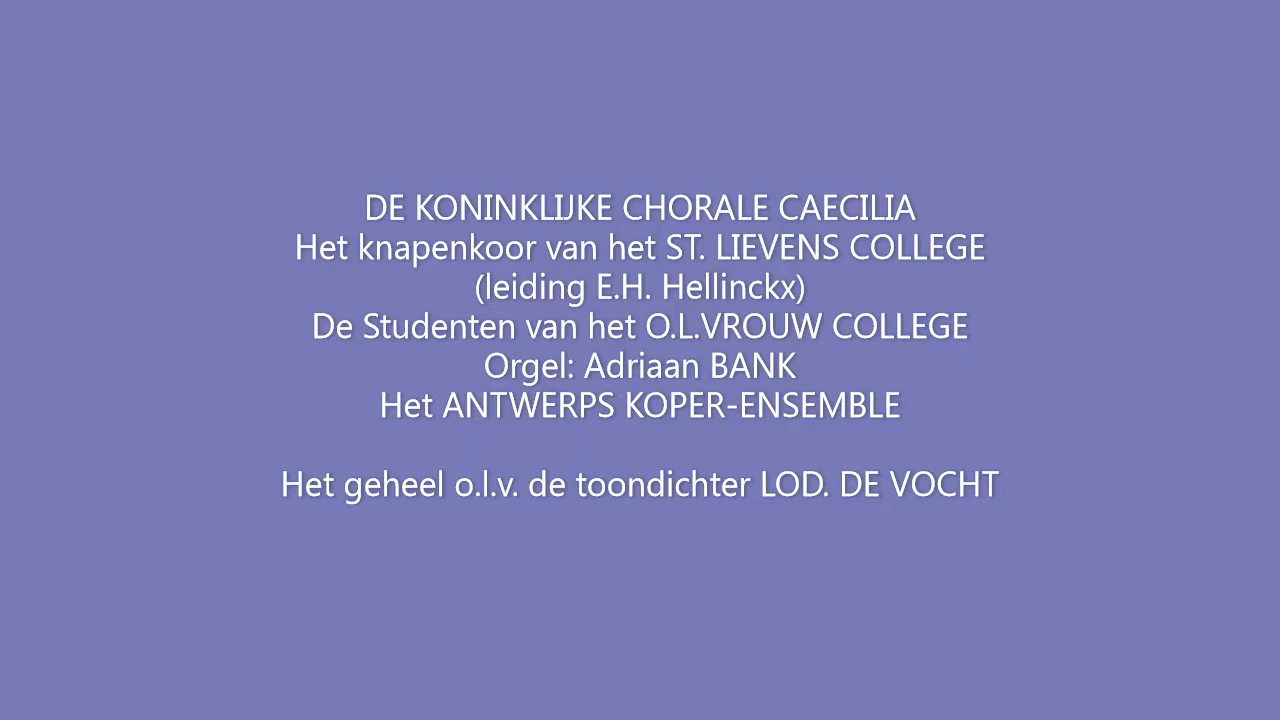 DE KONINKLIJKE CHORALE CAECILIA
Het knapenkoor van het ST. LIEVENS COLLEGE
(leiding E.H. Hellinckx)
De Studenten van het O.L.VROUW COLLEGE
Orgel: Adriaan BANK
Het ANTWERPS KOPER-ENSEMBLE
Het geheel o.l.v. de toondichter LOD. DE VOCHT